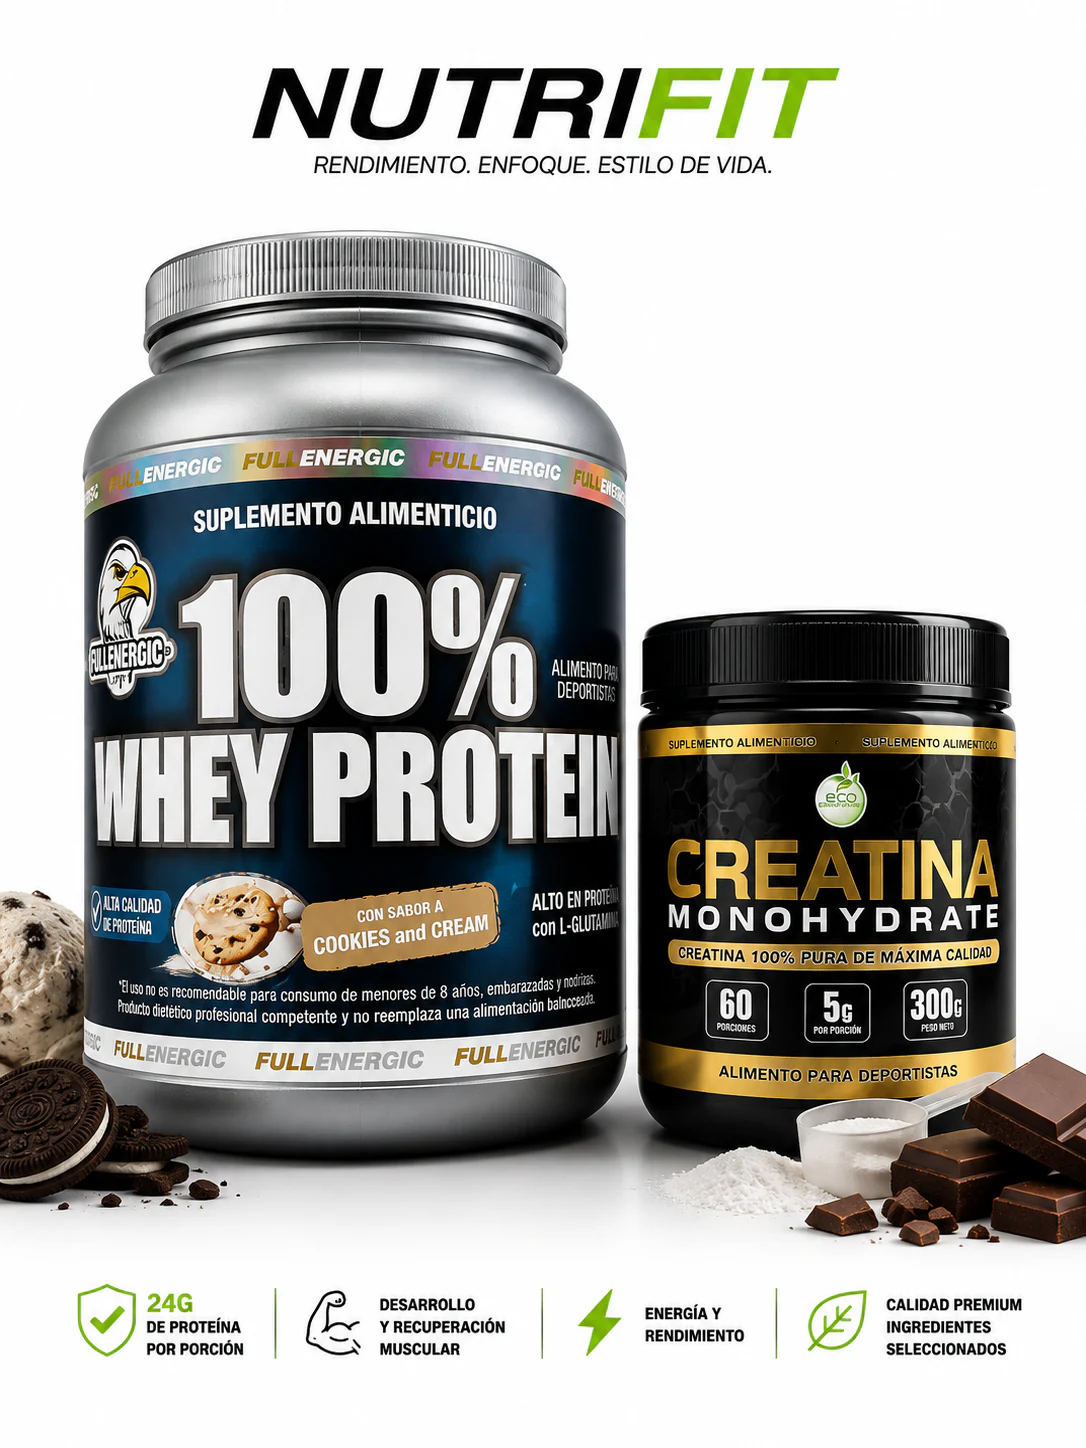 NUTRIFIT
RENDIMIENTO. ENFOQUE. ESTILO DE VIDA.
FULLENERGIC FULLENERGIC FULLENERGIC FULLENERGIC
SUPLEMENTO ALIMENTICIO
FULLENERGIC
100%
WHEY PROTEIN
ALIMENTO PARA
DEPORTISTAS
ALTA CALIDAD
DE PROTEÍNA
CON SABOR A
COOKIES and CREAM
ALTO EN PROTEÍNA
con L-GLUTAMINA
*El uso no es recomendable para consumo de menores de 8 años, embarazadas y nodrizas.
Producto dietético profesional competente y no reemplaza una alimentación
FULLENERGIC FULLENERGIC FULLENERGIC
SUPLEMENTO ALIMENTICIO SUPLEMENTO ALIMENTICIO
eco
CREATINA
MONOHYDRATE
CREATINA 100% PURA DE MÁXIMA CALIDAD
60
PORCIONES
5g
POR PORCIÓN
300G
PESO NETO
ALIMENTO PARA DEPORTISTAS
24G
DE PROTEÍNA
POR PORCIÓN
DESARROLLO
Y RECUPERACIÓN
MUSCULAR
ENERGÍA Y
RENDIMIENTO
CALIDAD PREMIUM
INGREDIENTES
SELECCIONADOS